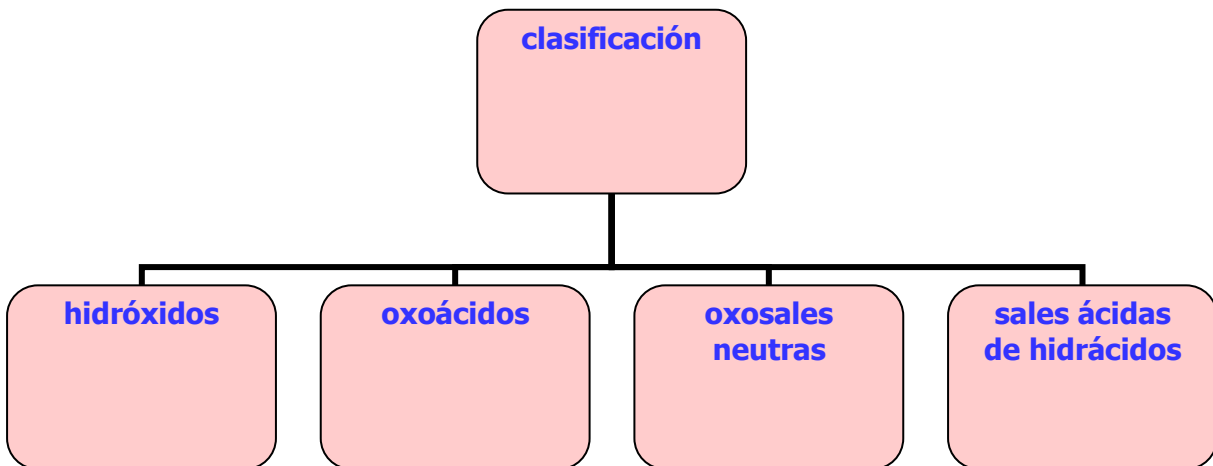 clasificación
hidróxidos
oxoácidos
oxosales
neutras
sales ácidas
de hidrácidos